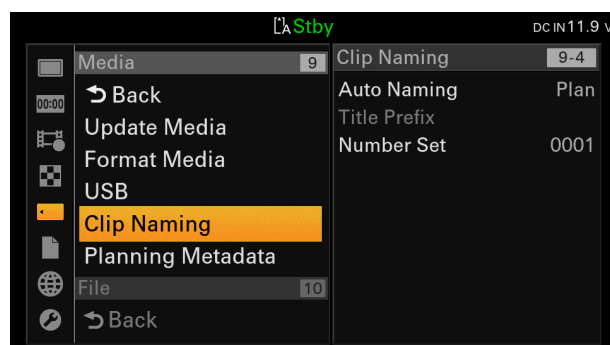 Stby
DC IN 11.9 V
00:00
Media 9
Back
Update Media
Format Media
USB
Clip Naming
Planning Metadata
File 10
Back
Clip Naming 9-4
Auto Naming Plan
Title Prefix
Number Set 0001